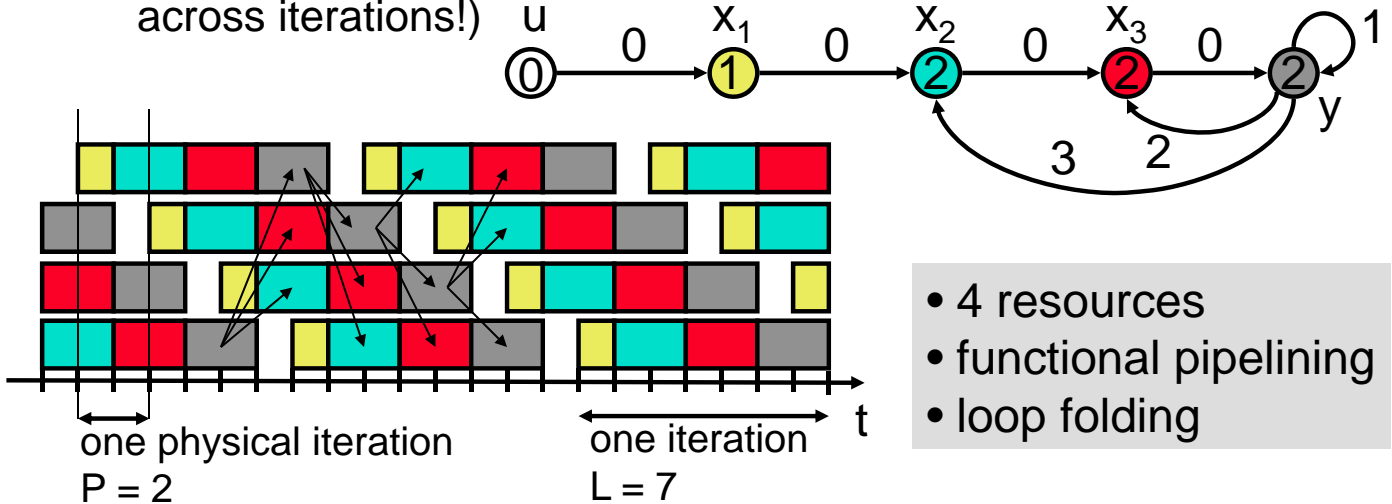 across iterations!)
u x₁ x₂ x₃
0 0 0 0 1
0 1 2 2 2
y
3 2
t
one physical iteration
P = 2
one iteration
L = 7
• 4 resources
• functional pipelining
• loop folding